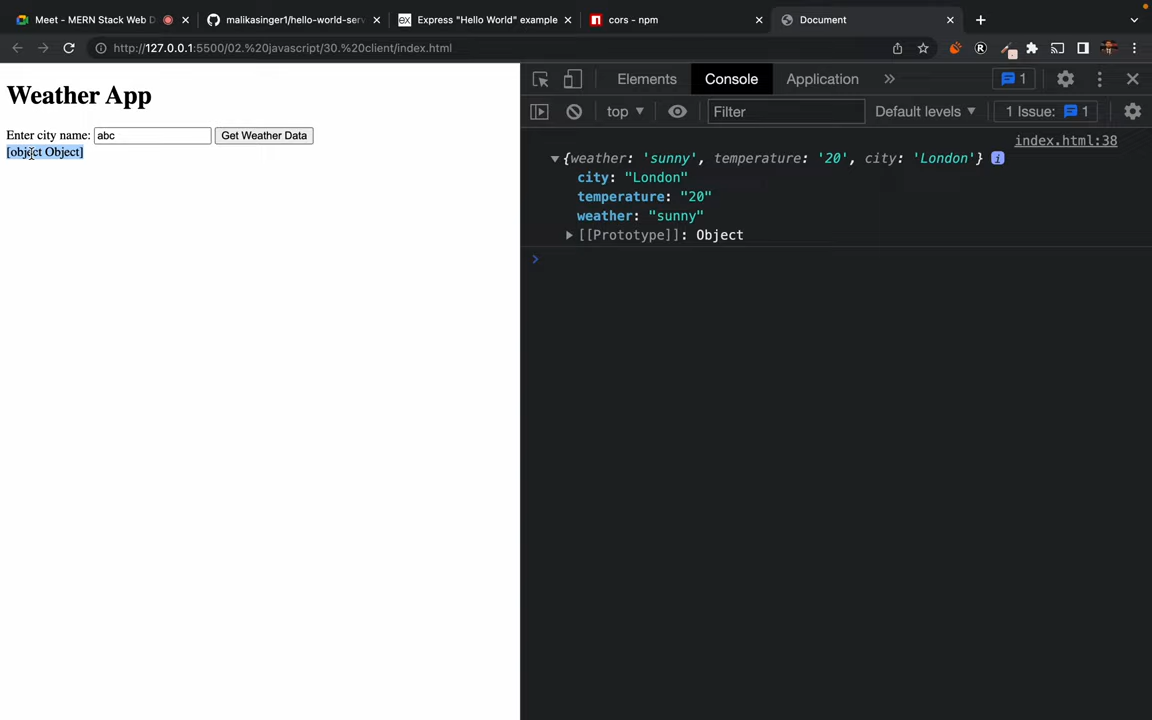 Meet - MERN Stack Web D
malikasinger1/hello-world-serv
Express "Hello World" example
cors - npm
Document
http://127.0.0.1:5500/02.%20javascript/30.%20client/index.html
Weather App
Enter city name: abc Get Weather Data
[object Object]
Elements Console Application » 1
top Filter Default levels 1 Issue: 1
index.html:38
{weather: 'sunny', temperature: '20', city: 'London'} i
city: "London"
temperature: "20"
weather: "sunny"
[[Prototype]]: Object
>